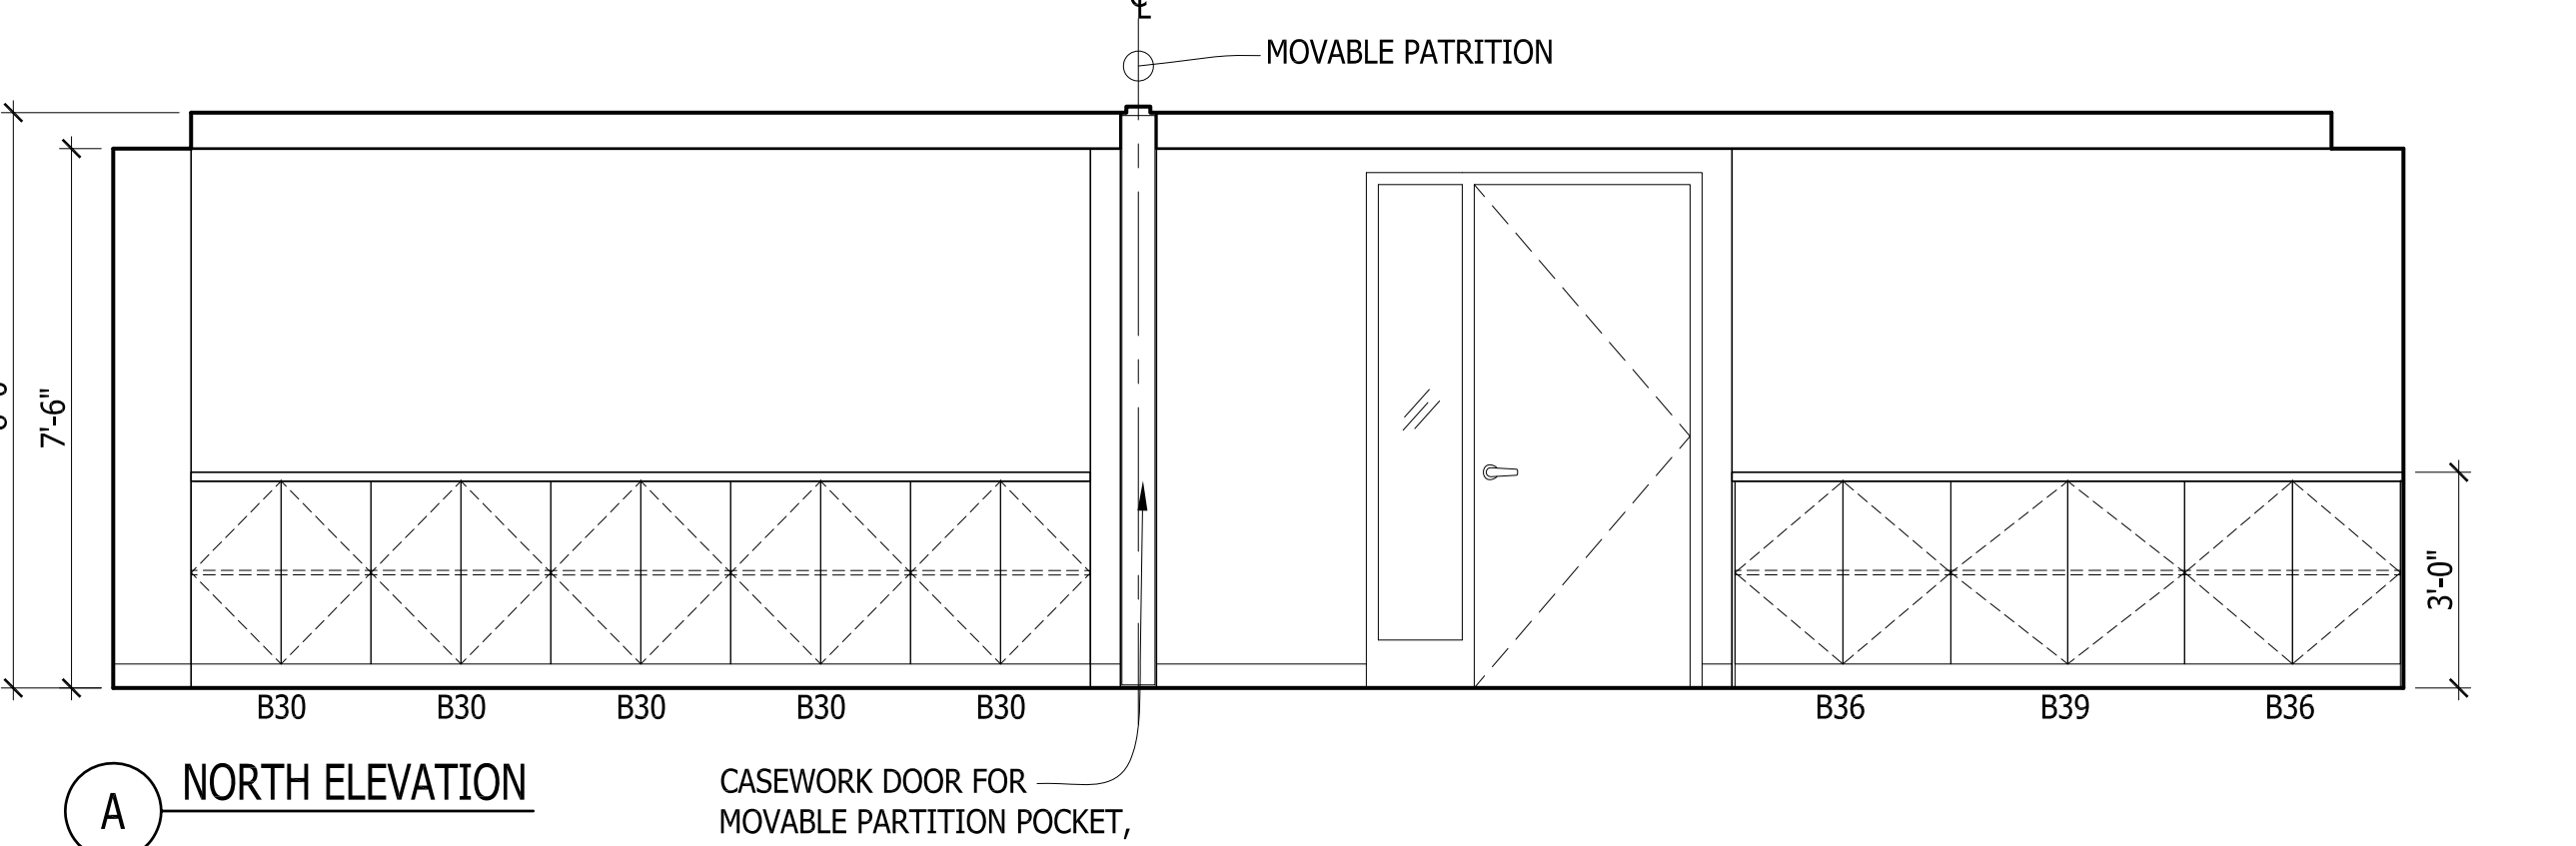 MOVABLE PATRITION
7'-6"
3'-0"
B30 B30 B30 B30 B30 B36 B39 B36
A NORTH ELEVATION
CASEWORK DOOR FOR
MOVABLE PARTITION POCKET,